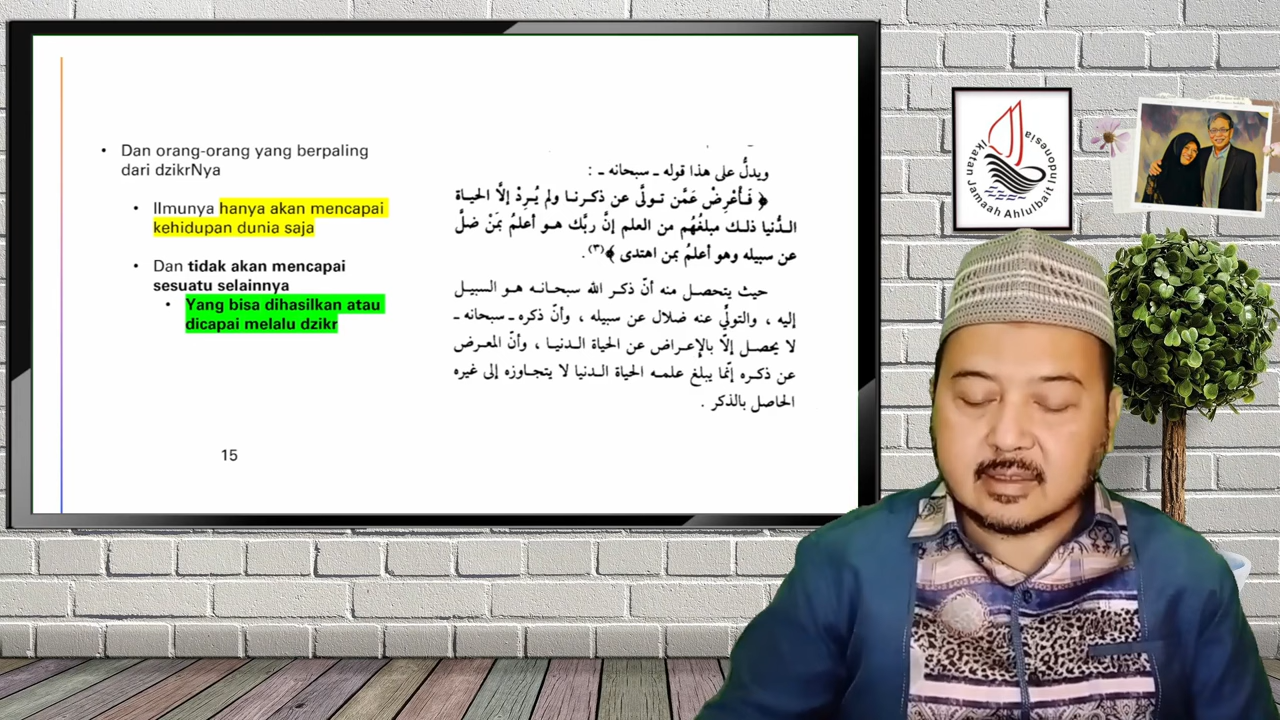 Dan orang-orang yang berpaling
dari dzikrNya
Ilmunya hanya akan mencapai
kehidupan dunia saja
Dan tidak akan mencapai
sesuatu selainnya
Yang bisa dihasilkan atau
dicapai melalu dzikr
15
ويدلُّ على هذا قوله ـ سبحانه ـ :
﴿ فَأَعْرِضْ عَمَّن تولَّى عن ذكرنا ولم يُرِدْ إلَّا الحياة
الدُّنيا ذلك مبلغُهُم من العلم إنَّ ربَّك هو أعلمُ بمَنْ ضلَّ
عن سبيله وهو أعلمُ بمن اهتدى ﴾(٣) .
حيث يتحصل منه أنّ ذكر الله سبحانه هو السبيل
إليه ، والتولّي عنه ضلال عن سبيله ، وأنّ ذكره ـ سبحانه ـ
لا يحصل إلّا بالإعراض عن الحياة الدنيا ، وأنّ المعرض
عن ذكره إنّما يبلغ علمه الحياة الدنيا لا يتجاوزه إلى غيره
الحاصل بالذكر .
Ikatan Jamaah Ahlulbait Indonesia